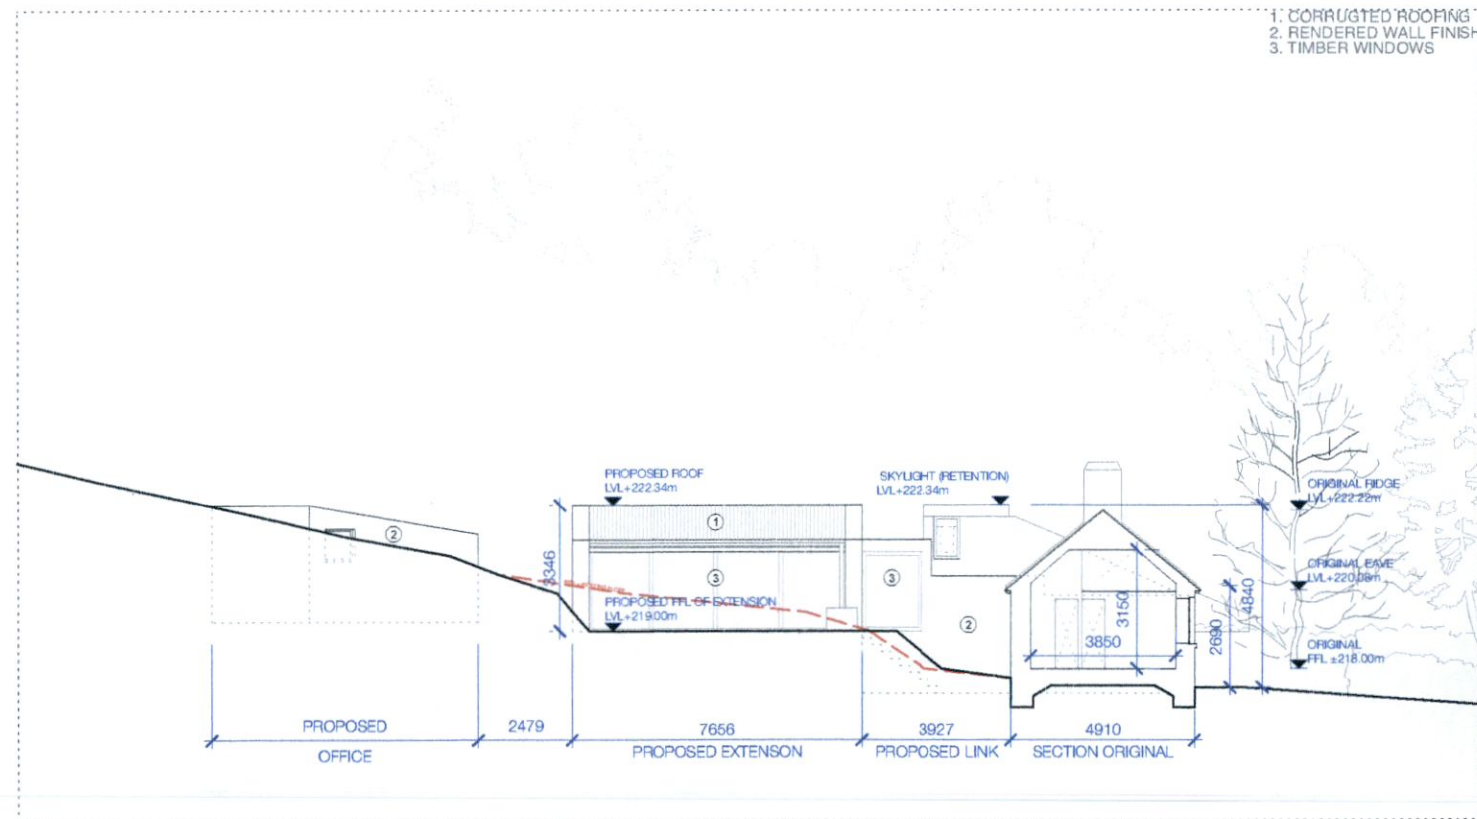 1. CORRUGTED ROOFING
2. RENDERED WALL FINISH
3. TIMBER WINDOWS
PROPOSED ROOF
LVL+222.34m
SKYLIGHT (RETENTION)
LVL+222.34m
ORIGINAL RIDGE
LVL+222.22m
1
2
3
3
2
3346
PROPOSED FFL OF EXTENSION
LVL+219.00m
ORIGINAL EAVE
LVL+220.08m
3150
3850
2690
4840
ORIGINAL
FFL ±218.00m
PROPOSED
OFFICE
2479
7656
PROPOSED EXTENSON
3927
PROPOSED LINK
4910
SECTION ORIGINAL